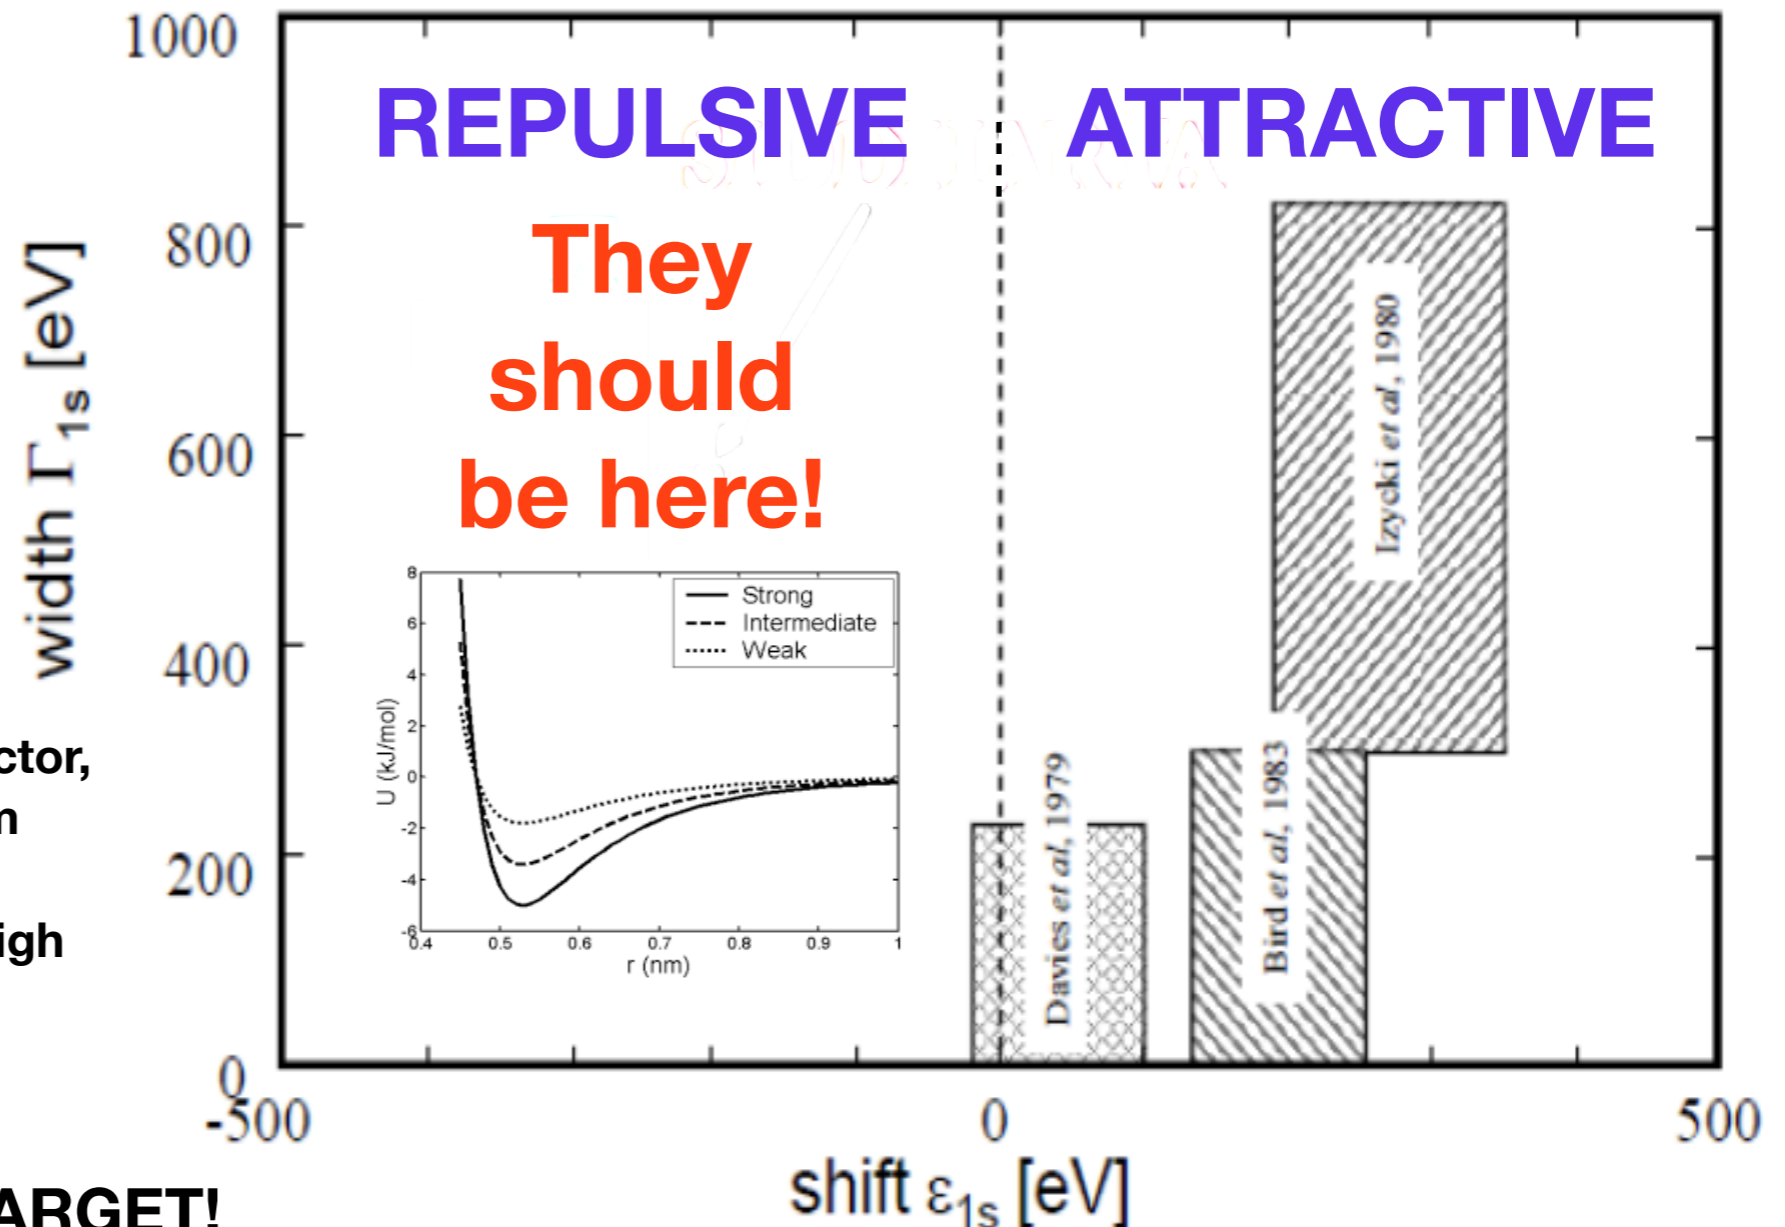 1000
800
600
400
200
0
width Γ1s [eV]
REPULSIVE
ATTRACTIVE
They
should
be here!
8
6
4
2
0
-2
-4
-6
U (kJ/mol)
Strong
Intermediate
Weak
0.4 0.5 0.6 0.7 0.8 0.9 1
r (nm)
Davies et al, 1979
Bird et al, 1983
Izycki et al, 1980
-500 0 500
shift ε1s [eV]
ctor,
igh
ARGET!